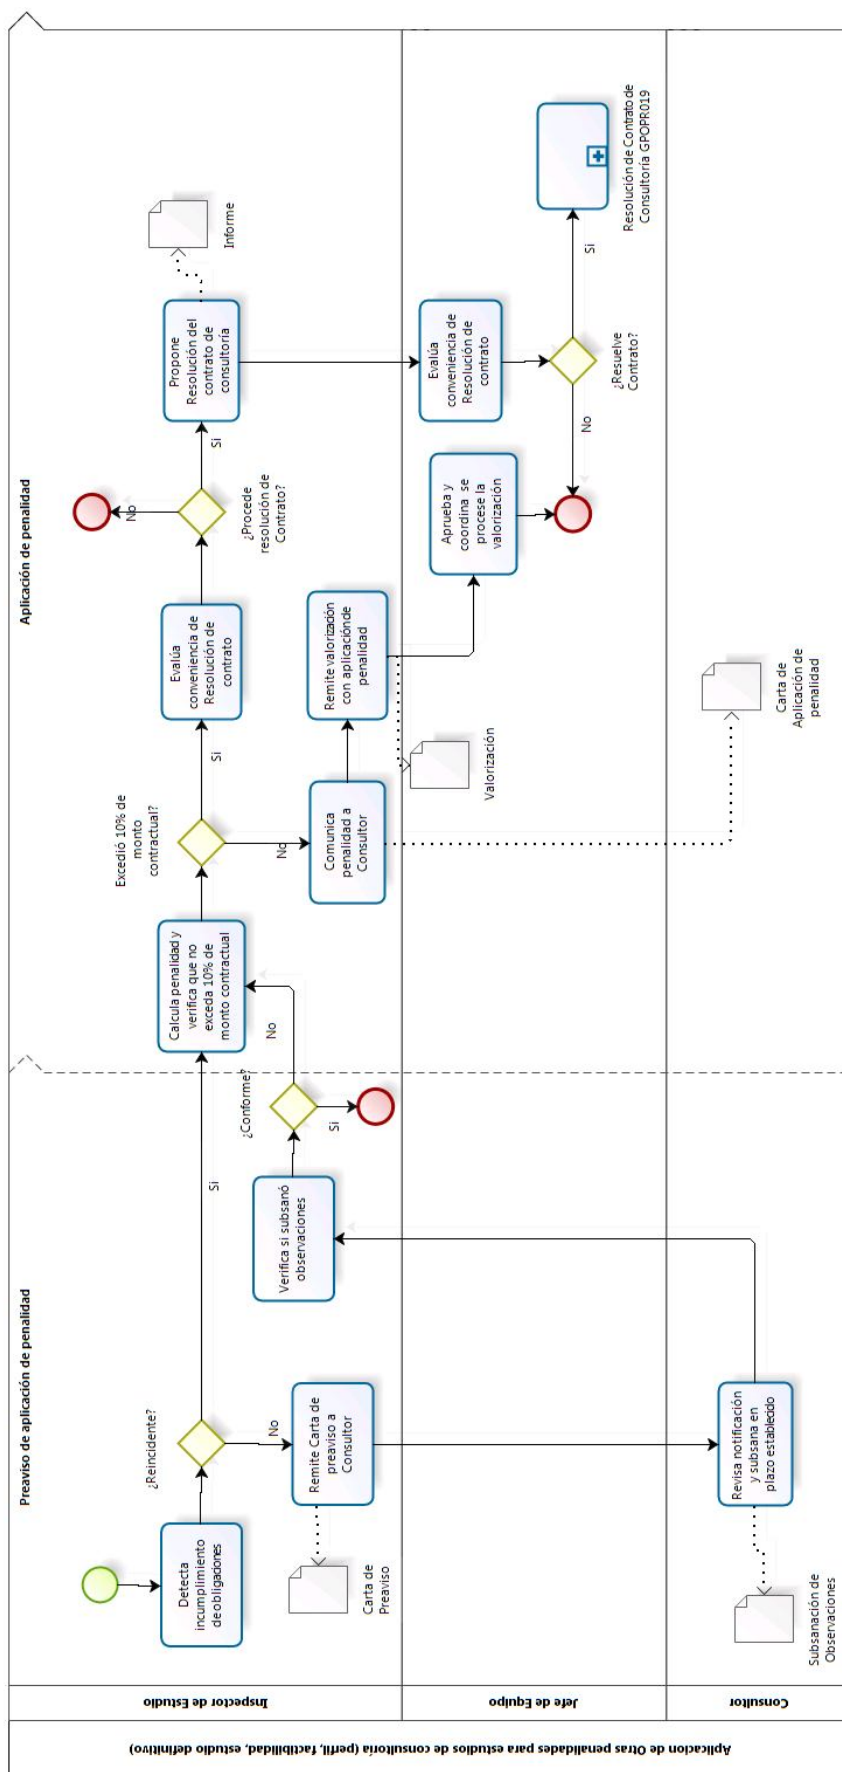 Aplicacion de Otras penalidades para estudios de consultoría (perfil, factibilidad, estudio definitivo)
Preaviso de aplicación de penalidad
Aplicación de penalidad
Inspector de Estudio
Detecta
incumplimiento
deobligaciones
¿Reincidente?
Si
No
Remite Carta de
preaviso a
Consultor
Carta de
Preaviso
Verifica si subsanó
observaciones
¿Conforme?
Si
No
Calcula penalidad y
verifica que no
exceda 10% de
monto contractual
Excedió 10% de
monto
contractual?
Si
No
Comunica
penalidad a
Consultor
Remite valorización
con aplicaciónde
penalidad
Valorización
Evalúa
conveniencia de
Resolución de
contrato
¿Procede
resolución de
Contrato?
No
Si
Propone
Resolución del
contrato de
consultoría
Informe
Jefe de Equipo
Aprueba y
coordina se
procese la
valorización
Evalúa
conveniencia de
Resolución de
contrato
¿Resuelve
Contrato?
No
Si
Resolución de Contrato de
Consultoría GPOPR019
Consultor
Revisa notificación
y subsana en
plazo establecido
Subsanación de
Observaciones
Carta de
Aplicación de
penalidad